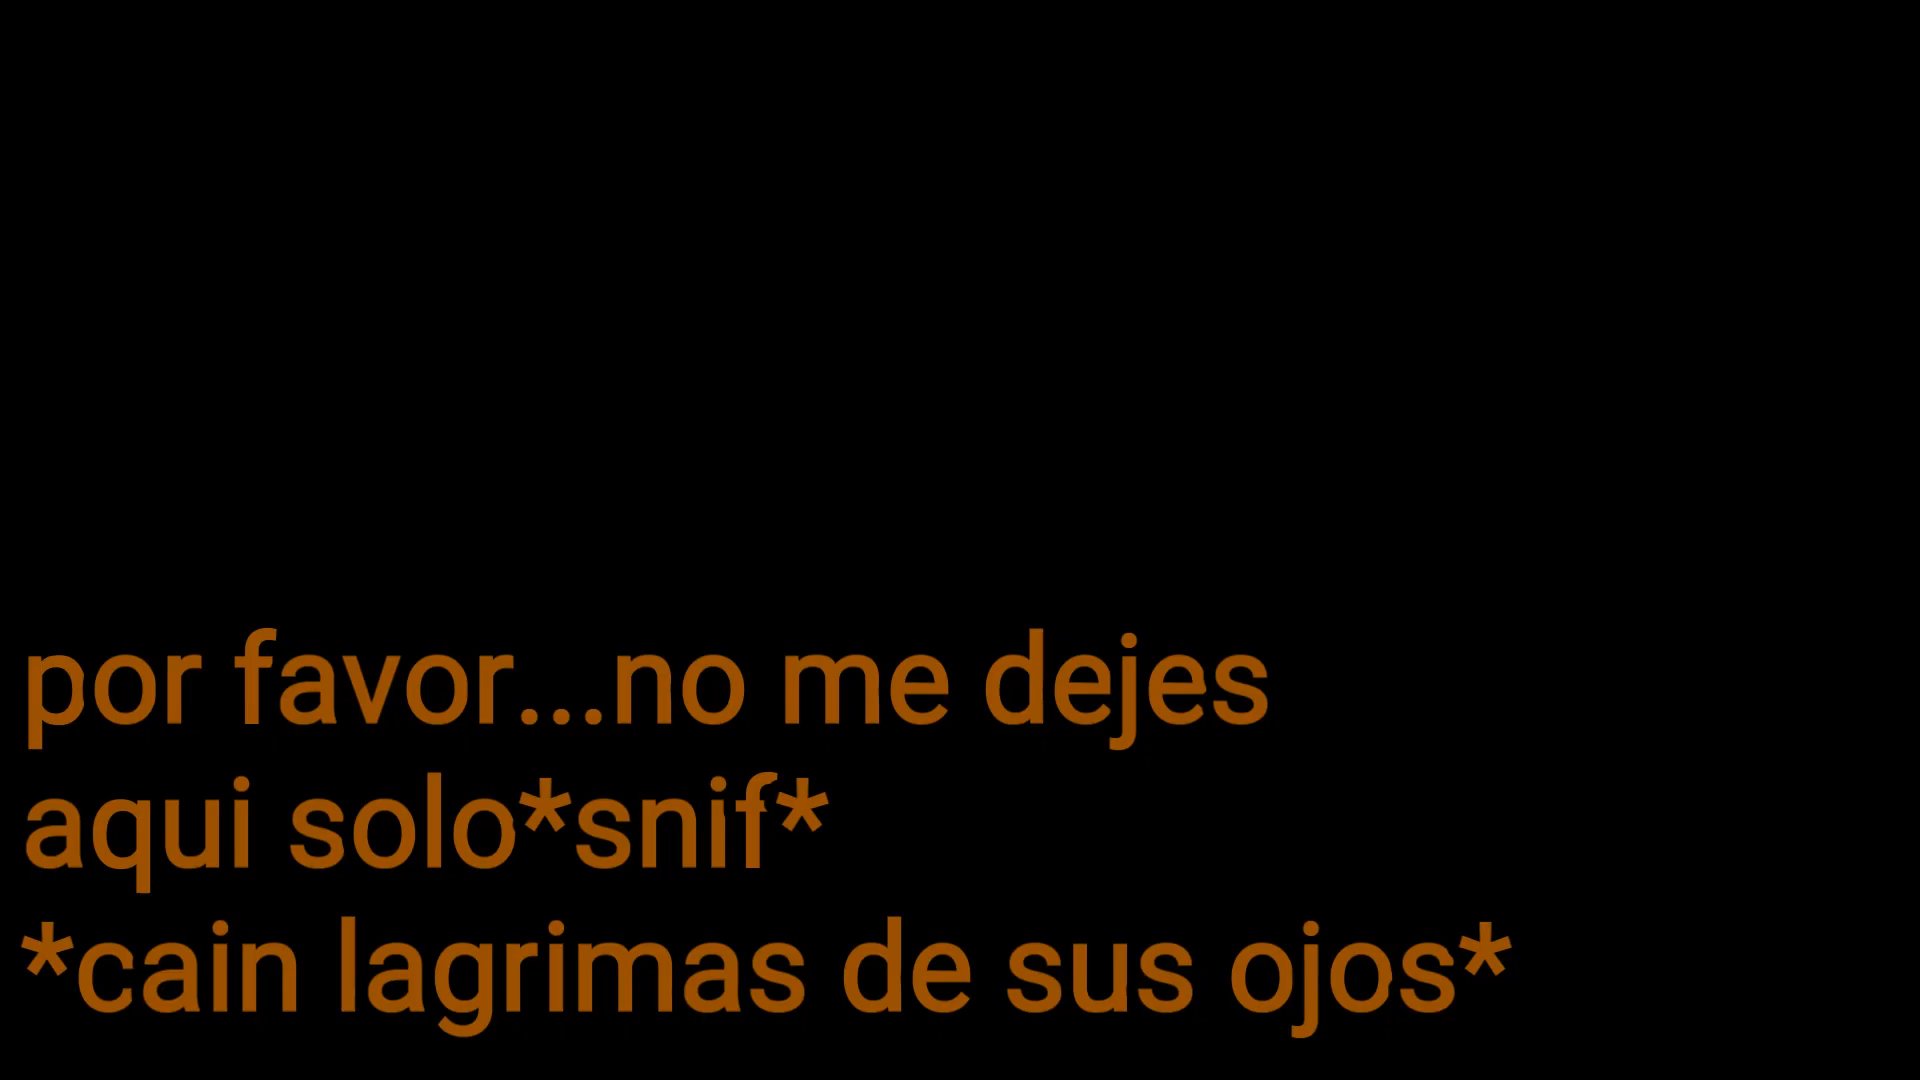 por favor...no me dejes
aqui solo*snif*
*cain lagrimas de sus ojos*